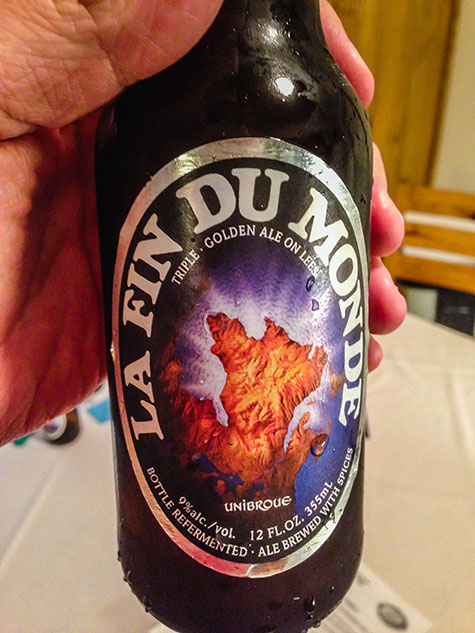 LA FIN DU MONDE
TRIPLE · GOLDEN ALE ON LEES
UNIBROUE
9%alc./vol. 12 FL.OZ. 355mL
BOTTLE REFERMENTED · ALE BREWED WITH SPICES